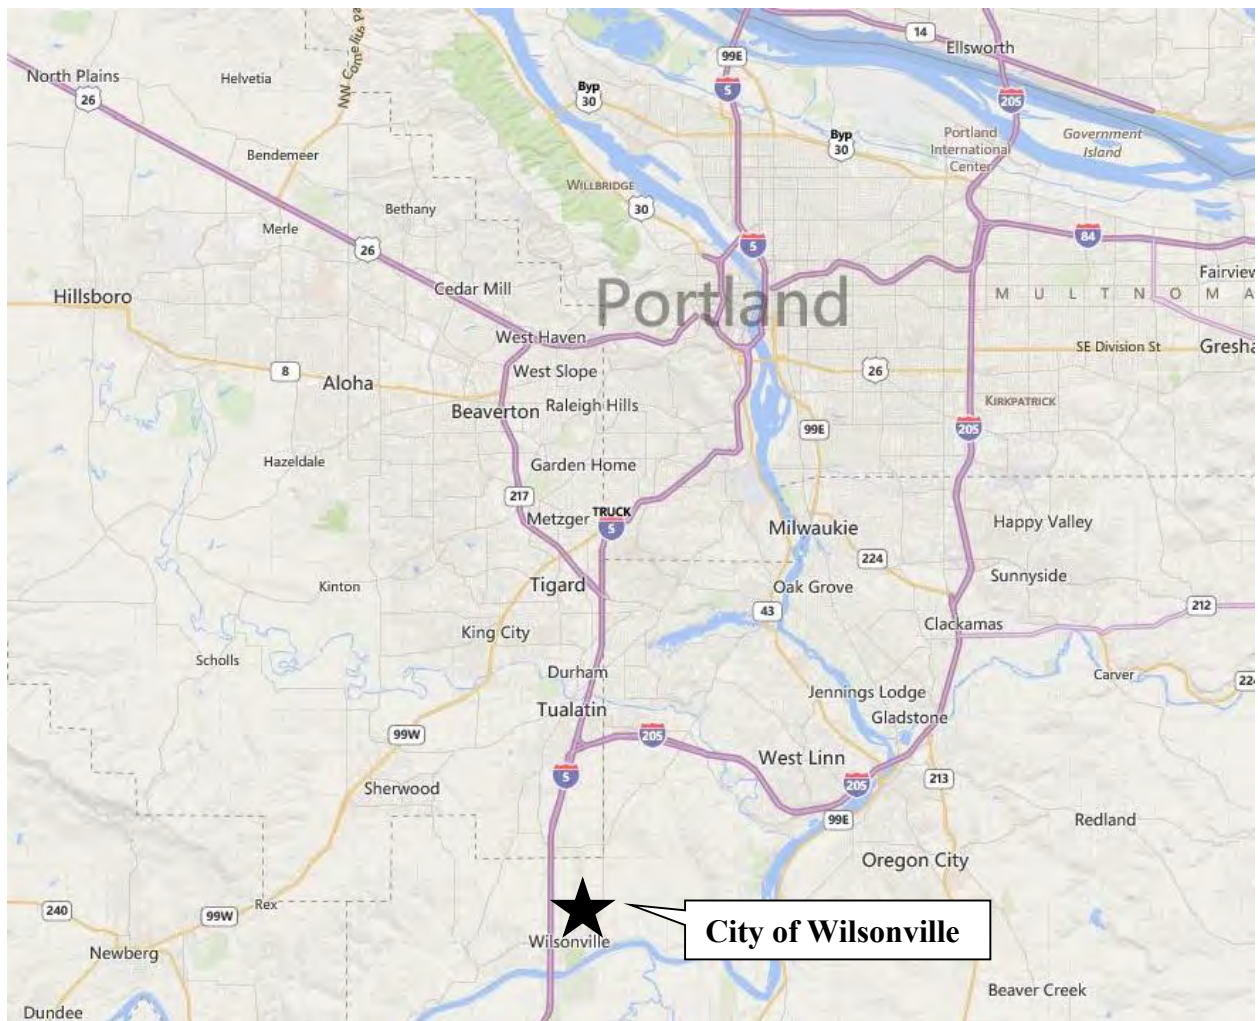 14
Ellsworth
99E
North Plains
Helvetia
NW Cornelius Pa
26
5
Byp
30
205
Byp
30
Portland
International
Center
Government
Island
Bendemeer
WILLBRIDGE
30
Bethany
Merle
26
5
84
Fairview
Hillsboro
Cedar Mill
Portland
M U L T N O M A
West Haven
SE Division St
Gresha
8
Aloha
West Slope
26
Beaverton
Raleigh Hills
KIRKPATRICK
99E
205
Hazeldale
Garden Home
217
Metzger
TRUCK
5
Milwaukie
Happy Valley
224
Kinton
Tigard
Oak Grove
Sunnyside
43
212
King City
Clackamas
Scholls
Durham
Carver
224
Jennings Lodge
Tualatin
Gladstone
99W
205
West Linn
5
Sherwood
205
213
99E
Redland
Oregon City
240
99W
Rex
City of Wilsonville
Newberg
Wilsonville
Beaver Creek
Dundee